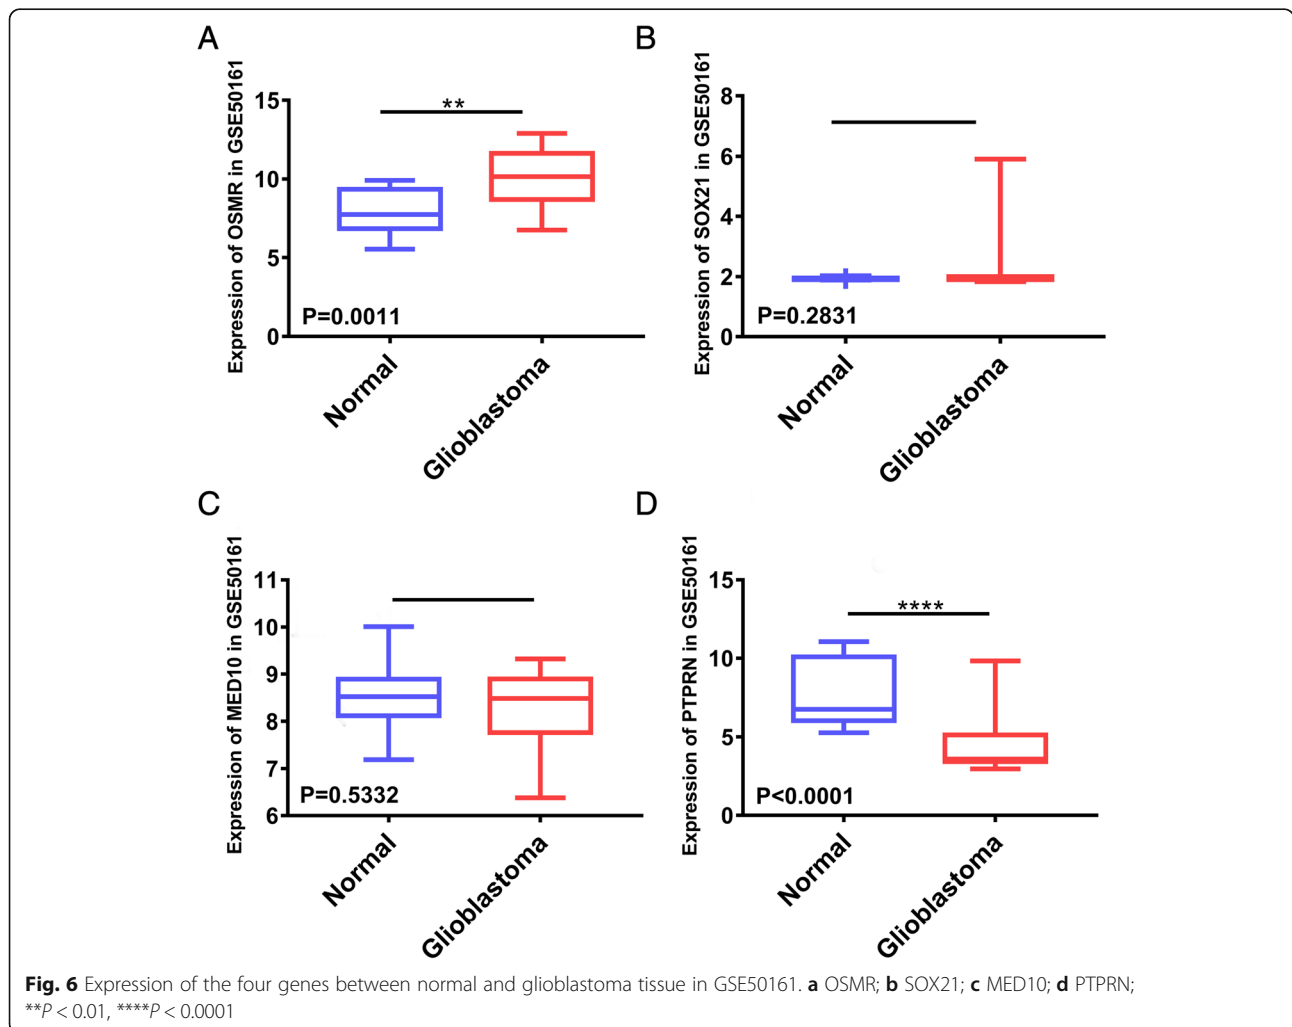 A
Expression of OSMR in GSE50161
15
10
5
0
**
P=0.0011
Normal
Glioblastoma
B
Expression of SOX21 in GSE50161
8
6
4
2
0
P=0.2831
Normal
Glioblastoma
C
Expression of MED10 in GSE50161
11
10
9
8
7
6
P=0.5332
Normal
Glioblastoma
D
Expression of PTPRN in GSE50161
15
10
5
0
****
P<0.0001
Normal
Glioblastoma
Fig. 6 Expression of the four genes between normal and glioblastoma tissue in GSE50161. a OSMR; b SOX21; c MED10; d PTPRN;
**P < 0.01, ****P < 0.0001